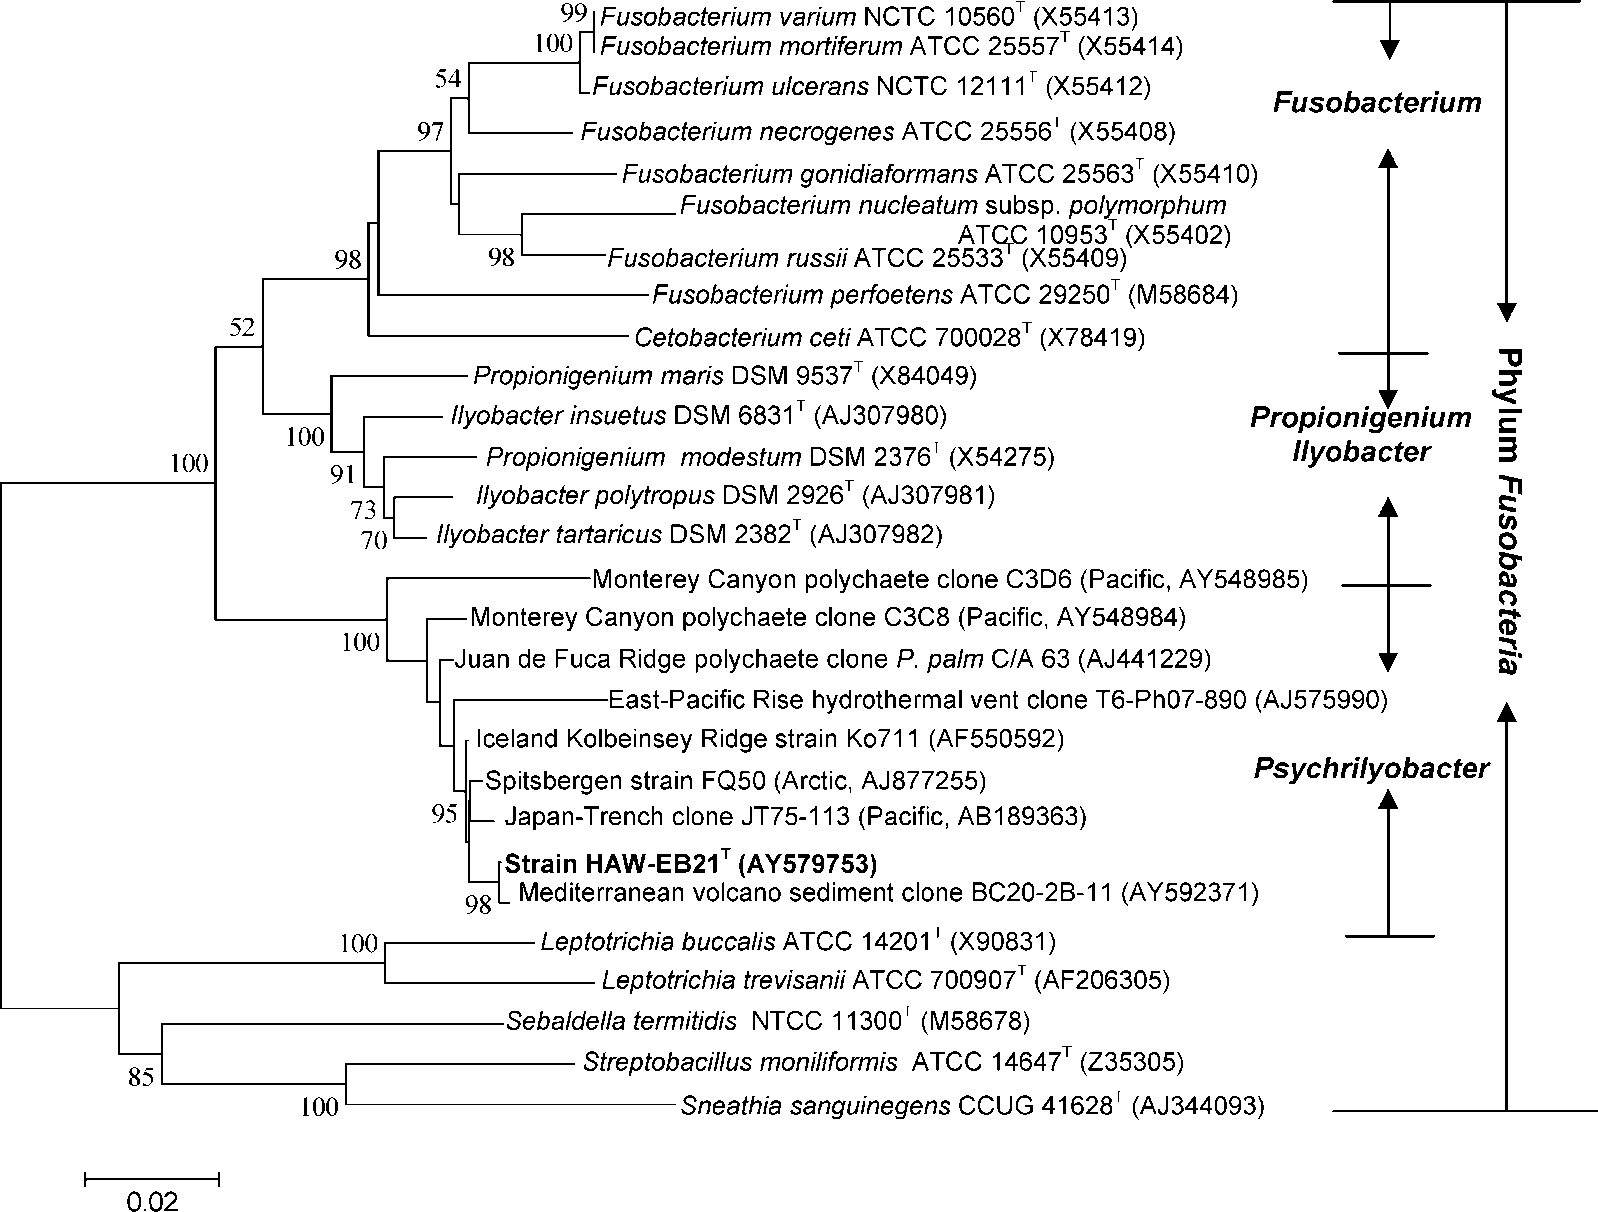 99 Fusobacterium varium NCTC 10560T (X55413)
100 Fusobacterium mortiferum ATCC 25557T (X55414)
54
Fusobacterium ulcerans NCTC 12111T (X55412)
Fusobacterium
97
Fusobacterium necrogenes ATCC 25556T (X55408)
Fusobacterium gonidiaformans ATCC 25563T (X55410)
Fusobacterium nucleatum subsp. polymorphum
ATCC 10953T (X55402)
98
98
Fusobacterium russii ATCC 25533T (X55409)
Fusobacterium perfoetens ATCC 29250T (M58684)
52
Cetobacterium ceti ATCC 700028T (X78419)
Propionigenium maris DSM 9537T (X84049)
Ilyobacter insuetus DSM 6831T (AJ307980)
Propionigenium
Ilyobacter
100
100
91
Propionigenium modestum DSM 2376T (X54275)
Ilyobacter polytropus DSM 2926T (AJ307981)
73
70
Ilyobacter tartaricus DSM 2382T (AJ307982)
Phylum Fusobacteria
Monterey Canyon polychaete clone C3D6 (Pacific, AY548985)
Monterey Canyon polychaete clone C3C8 (Pacific, AY548984)
100
Juan de Fuca Ridge polychaete clone P. palm C/A 63 (AJ441229)
East-Pacific Rise hydrothermal vent clone T6-Ph07-890 (AJ575990)
Iceland Kolbeinsey Ridge strain Ko711 (AF550592)
Psychrilyobacter
Spitsbergen strain FQ50 (Arctic, AJ877255)
95
Japan-Trench clone JT75-113 (Pacific, AB189363)
Strain HAW-EB21T (AY579753)
Mediterranean volcano sediment clone BC20-2B-11 (AY592371)
98
100
Leptotrichia buccalis ATCC 14201T (X90831)
Leptotrichia trevisanii ATCC 700907T (AF206305)
Sebaldella termitidis NTCC 11300T (M58678)
85
Streptobacillus moniliformis ATCC 14647T (Z35305)
100
Sneathia sanguinegens CCUG 41628T (AJ344093)
0.02